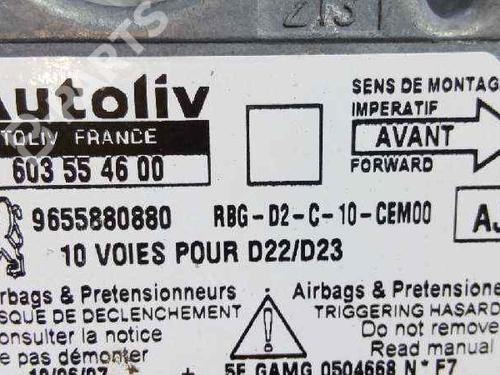 Autoliv
SENS DE MONTAG
IMPERATIF
TOLIV FRANCE
AVANT
603 55 46 00
FORWARD
9655880880
RBG-D2-C-10-CEM00
AJ
10 VOIES POUR D22/D23
irbags & Pretensionneurs
Airbags & Pretensione
SQUE DE DECLENCHEMENT
TRIGGERING HASARD
onsulter la notice
Do not remove
e pas démonter
Read manual
+ 5F GAMG 0504668 N* F7